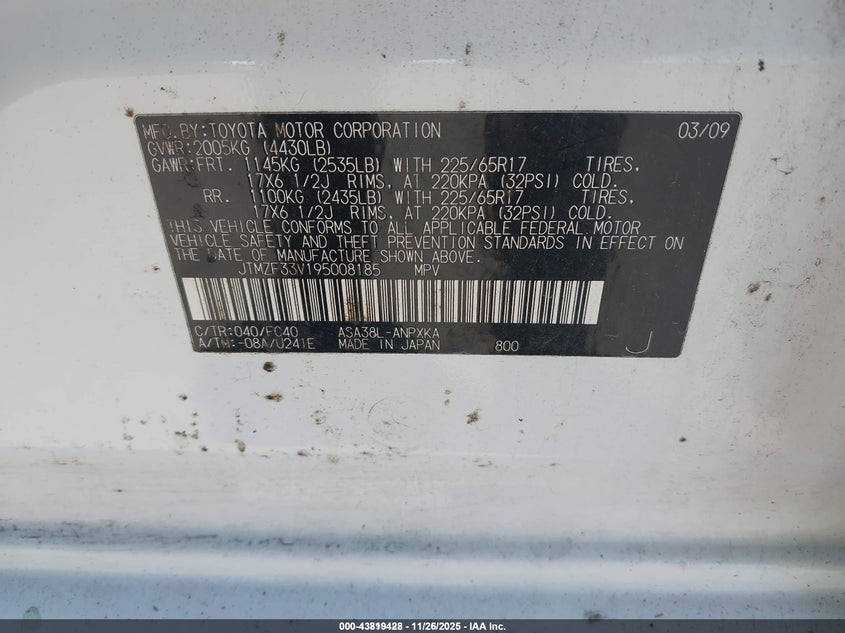 MFD.BY:TOYOTA MOTOR CORPORATION 03/09
GVWR:2005KG (4430LB)
GAWR:FRT. 1145KG (2535LB) WITH 225/65R17 TIRES,
17X6 1/2J RIMS, AT 220KPA (32PSI) COLD.
RR. 1100KG (2435LB) WITH 225/65R17 TIRES,
17X6 1/2J RIMS, AT 220KPA (32PSI) COLD.
THIS VEHICLE CONFORMS TO ALL APPLICABLE FEDERAL MOTOR
VEHICLE SAFETY AND THEFT PREVENTION STANDARDS IN EFFECT ON
THE DATE OF MANUFACTURE SHOWN ABOVE.
JTMZF33V195008185 MPV
C/TR:040/FC40 ASA38L-ANPXKA
A/TM:-08A/U241E MADE IN JAPAN 800 J
000-43819428 - 11/26/2025 - IAA Inc.